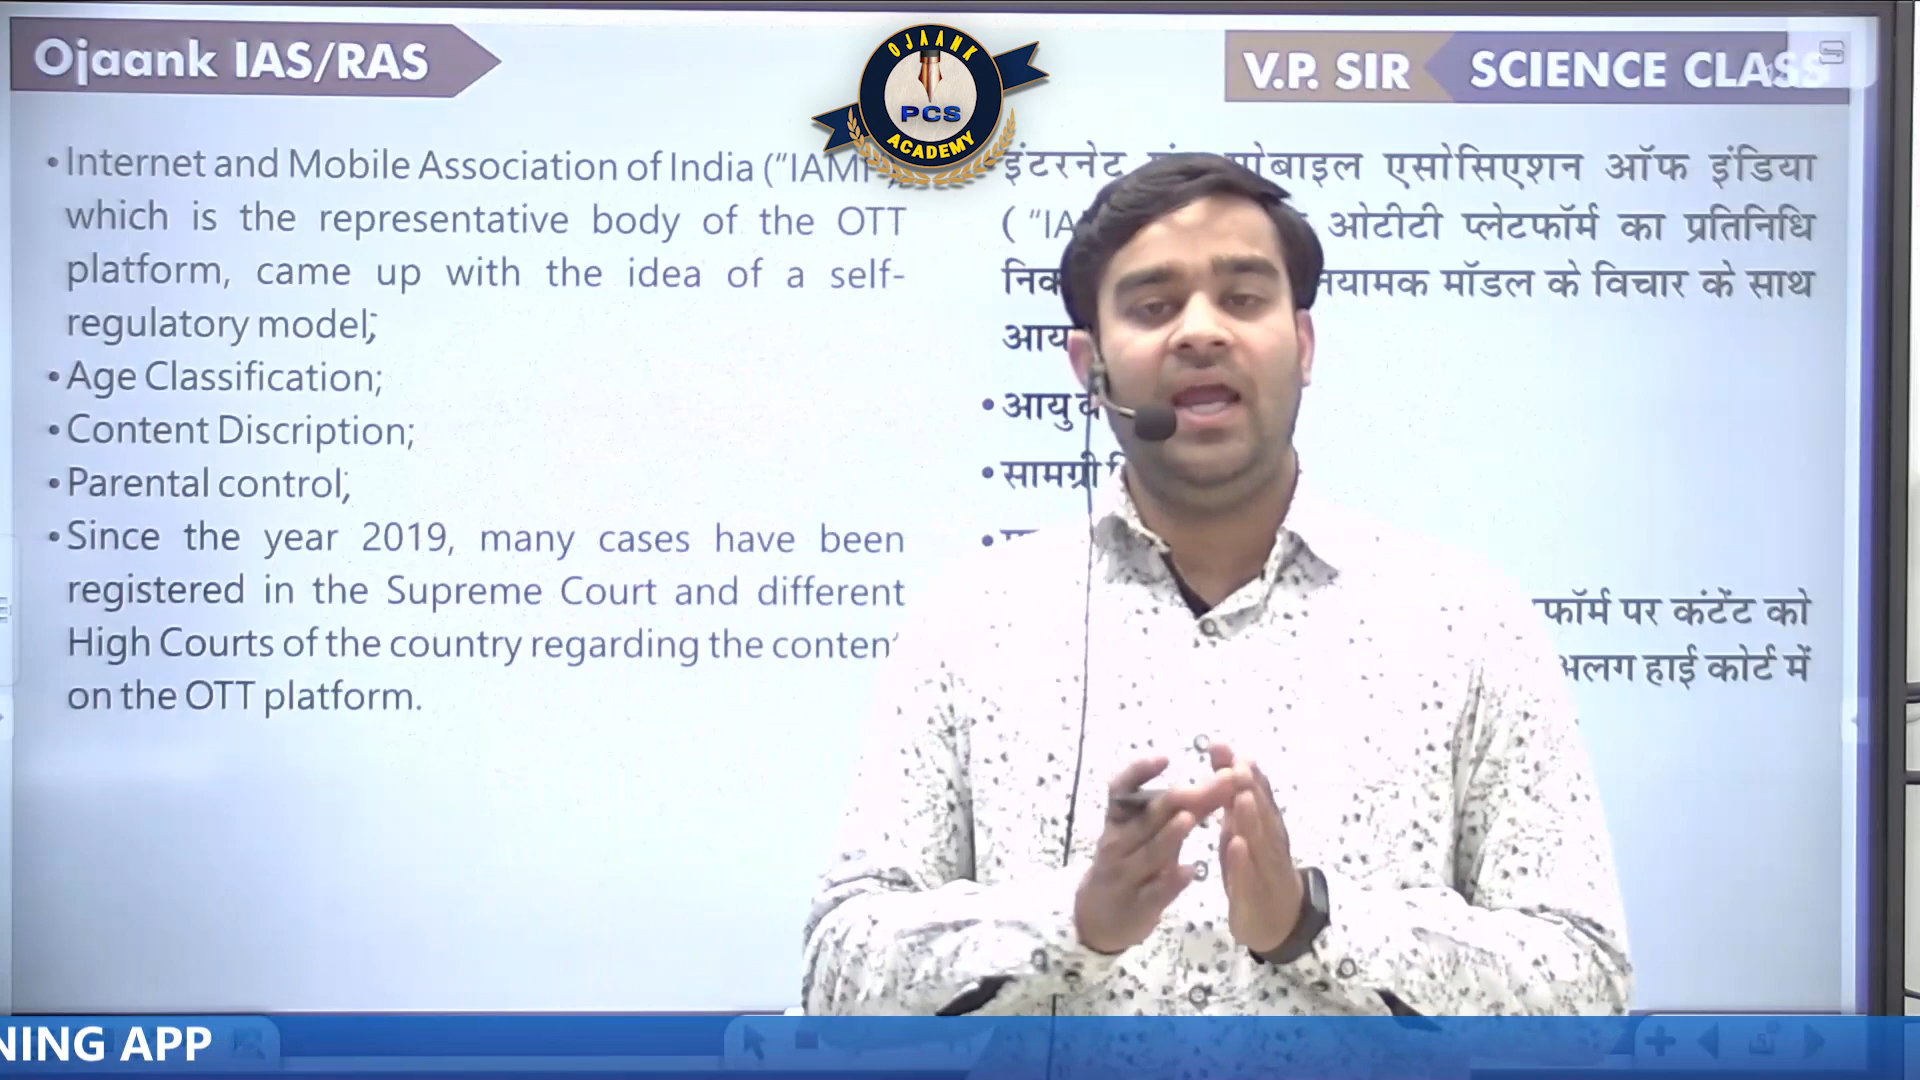 Ojaank IAS/RAS
OJAANK
PCS
ACADEMY
V.P. SIR
SCIENCE CLASS
• Internet and Mobile Association of India ("IAMI
which is the representative body of the OTT
platform, came up with the idea of a self-
regulatory model;
• Age Classification;
• Content Discription;
• Parental control;
• Since the year 2019, many cases have been
registered in the Supreme Court and different
High Courts of the country regarding the conten
on the OTT platform.
इंटरनेट मोबाइल एसोसिएशन ऑफ इंडिया
("IA ओटीटी प्लेटफॉर्म का प्रतिनिधि
मॉडल के विचार के साथ
• आयु
• सामग्री
पर कंटेंट को
हाई कोर्ट में
NING APP